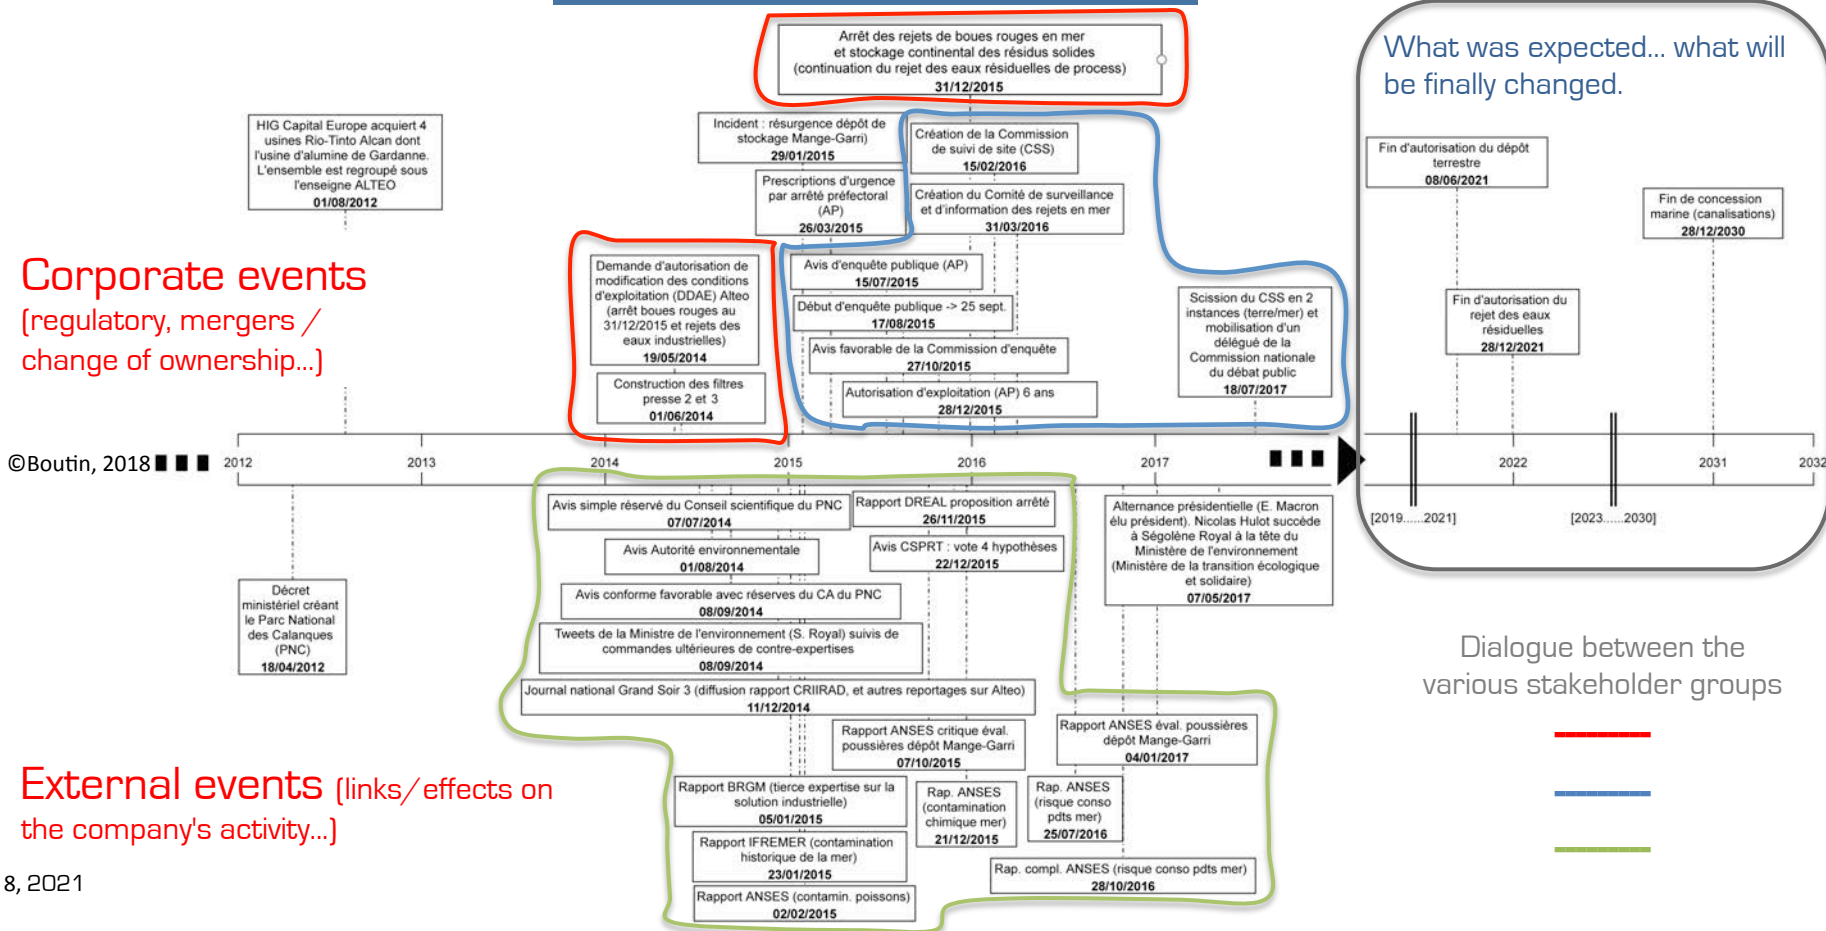 Arrêt des rejets de boues rouges en mer
et stockage continental des résidus solides
(continuation du rejet des eaux résiduelles de process)
31/12/2015
What was expected... what will
be finally changed.
HIG Capital Europe acquiert 4
usines Rio-Tinto Alcan dont
l'usine d'alumine de Gardanne.
L'ensemble est regroupé sous
l'enseigne ALTEO
01/08/2012
Incident : résurgence dépôt de
stockage Mange-Garri)
29/01/2015
Création de la Commission
de suivi de site (CSS)
15/02/2016
Prescriptions d'urgence
par arrêté préfectoral
(AP)
26/03/2015
Création du Comité de surveillance
et d'information des rejets en mer
31/03/2016
Fin d'autorisation du dépôt
terrestre
08/06/2021
Fin de concession
marine (canalisations)
28/12/2030
Corporate events
(regulatory, mergers /
change of ownership...)
Demande d'autorisation de
modification des conditions
d'exploitation (DDAE) Alteo
(arrêt boues rouges au
31/12/2015 et rejets des
eaux industrielles)
19/05/2014
Construction des filtres
presse 2 et 3
01/06/2014
Avis d'enquête publique (AP)
15/07/2015
Début d'enquête publique -> 25 sept.
17/08/2015
Avis favorable de la Commission d'enquête
27/10/2015
Autorisation d'exploitation (AP) 6 ans
28/12/2015
Scission du CSS en 2
instances (terre/mer) et
mobilisation d'un
délégué de la
Commission nationale
du débat public
18/07/2017
Fin d'autorisation du
rejet des eaux
résiduelles
28/12/2021
©Boutin, 2018
2012 2013 2014 2015 2016 2017 2022 2031 2032
[2019......2021] [2023......2030]
Avis simple réservé du Conseil scientifique du PNC
07/07/2014
Rapport DREAL proposition arrêté
26/11/2015
Alternance présidentielle (E. Macron
élu président). Nicolas Hulot succède
à Ségolène Royal à la tête du
Ministère de l'environnement
(Ministère de la transition écologique
et solidaire)
07/05/2017
Avis Autorité environnementale
01/08/2014
Avis CSPRT : vote 4 hypothèses
22/12/2015
Décret
ministériel créant
le Parc National
des Calanques
(PNC)
18/04/2012
Avis conforme favorable avec réserves du CA du PNC
08/09/2014
Tweets de la Ministre de l'environnement (S. Royal) suivis de
commandes ultérieures de contre-expertises
08/09/2014
Journal national Grand Soir 3 (diffusion rapport CRIIRAD, et autres reportages sur Alteo)
11/12/2014
Dialogue between the
various stakeholder groups
Rapport ANSES critique éval.
poussières dépôt Mange-Garri
07/10/2015
Rapport ANSES éval. poussières
dépôt Mange-Garri
04/01/2017
External events (links/effects on
the company's activity...)
Rapport BRGM (tierce expertise sur la
solution industrielle)
05/01/2015
Rap. ANSES
(contamination
chimique mer)
21/12/2015
Rap. ANSES
(risque conso
pdts mer)
25/07/2016
Rapport IFREMER (contamination
historique de la mer)
23/01/2015
Rap. compl. ANSES (risque conso pdts mer)
28/10/2016
Rapport ANSES (contamin. poissons)
02/02/2015
8, 2021